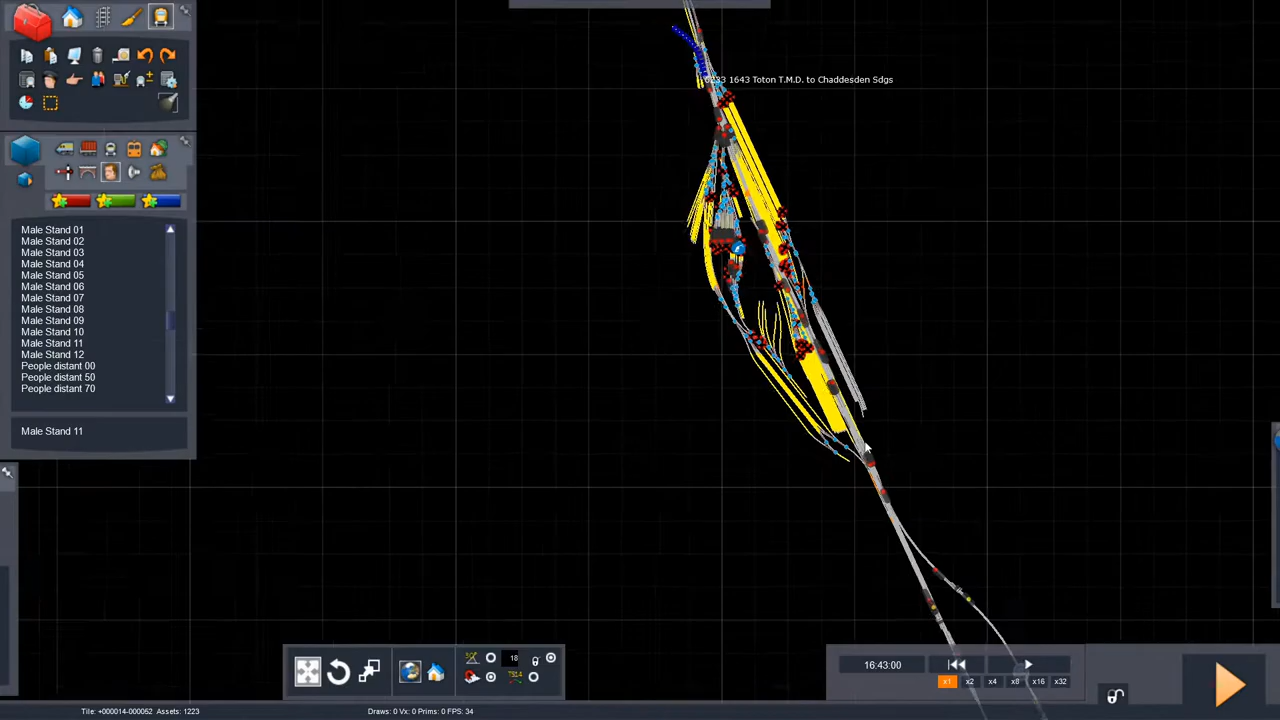 0233 1643 Toton T.M.D. to Chaddesden Sdgs
Male Stand 01
Male Stand 02
Male Stand 03
Male Stand 04
Male Stand 05
Male Stand 06
Male Stand 07
Male Stand 08
Male Stand 09
Male Stand 10
Male Stand 11
Male Stand 12
People distant 00
People distant 50
People distant 70
Male Stand 11
18
16:43:00
x1 x2 x4 x8 x16 x32
Tile: +000014-000052 Assets: 1223
Draws: 0 Vx: 0 Prims: 0 FPS: 34